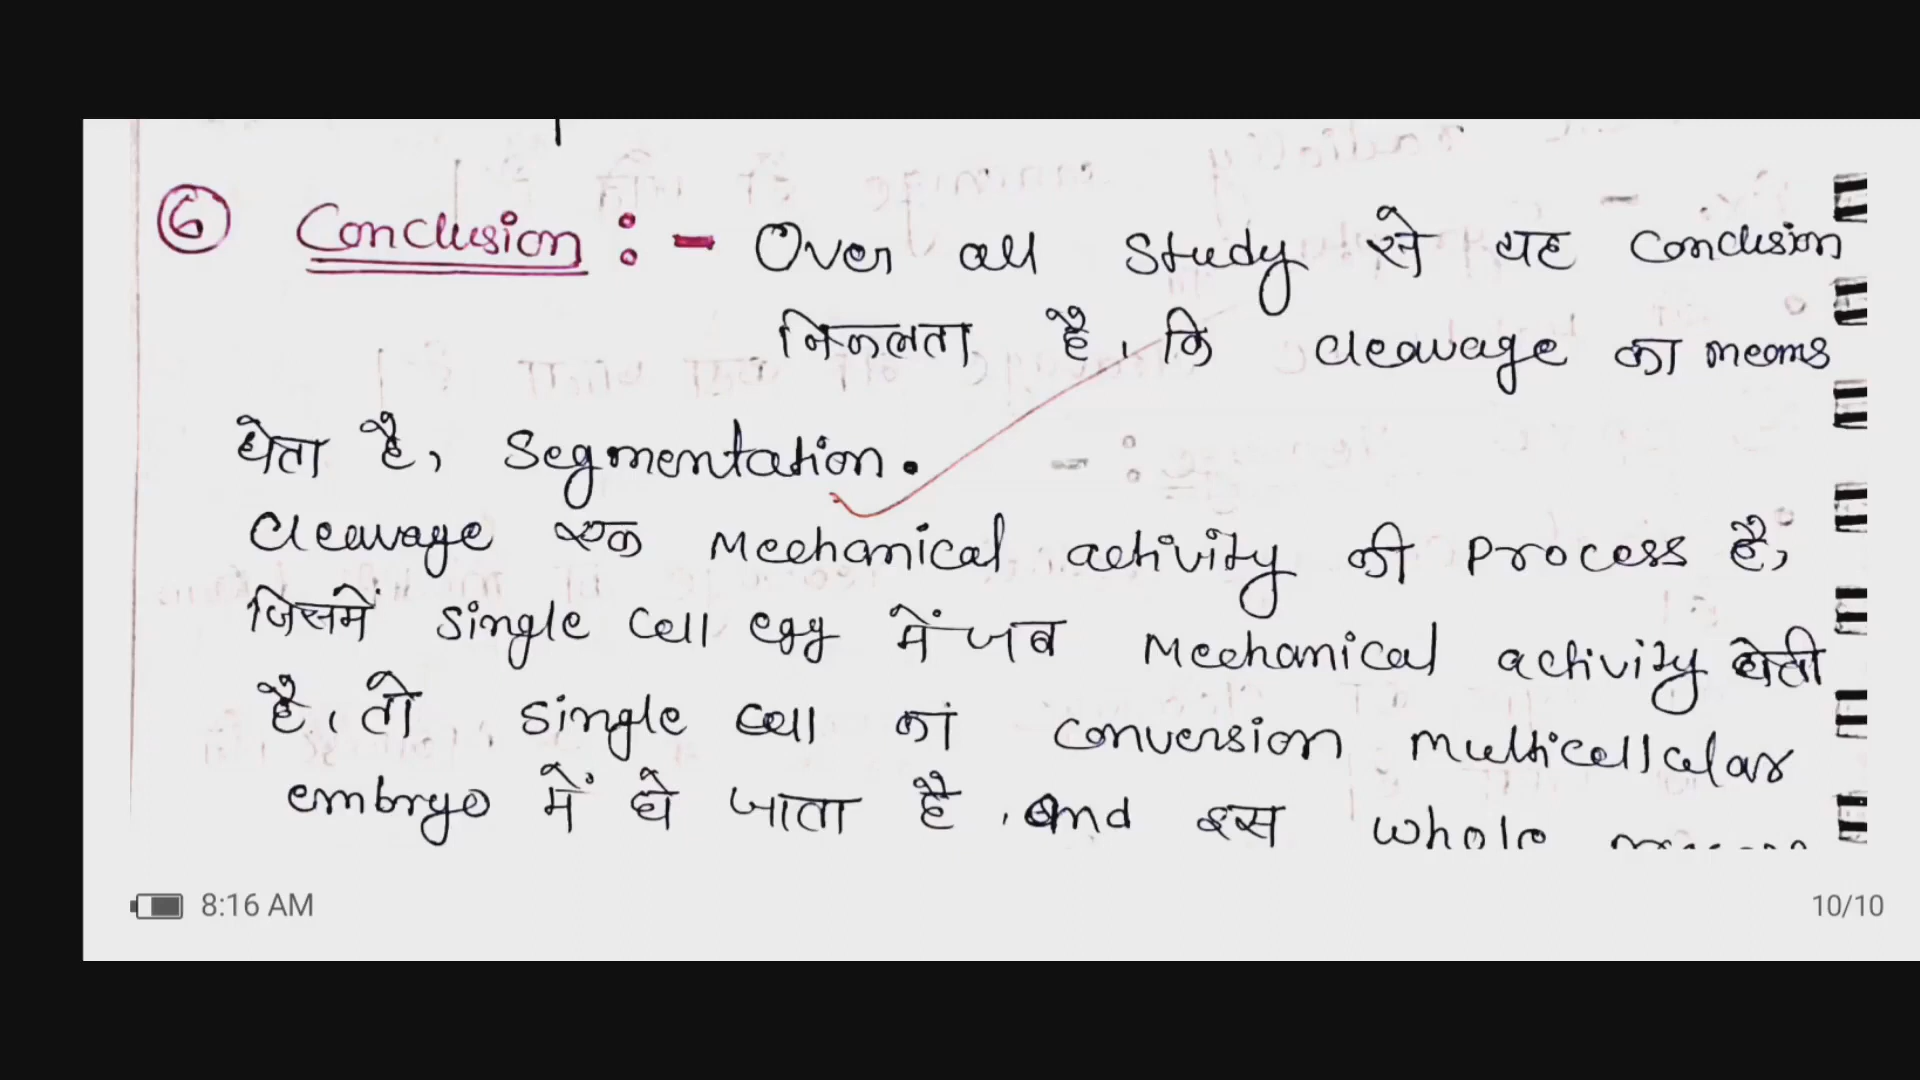 6 Conclusion :- Over all study से यह conclusion
निकलता है, कि cleavage का means
होता है, segmentation.
cleavage एक Mechanical activity की process है,
जिसमें single cell egg में जब Mechanical activity होती
है, तो single cell का conversion multicellcular
embryo में हो जाता है, and इस whole
8:16 AM 10/10